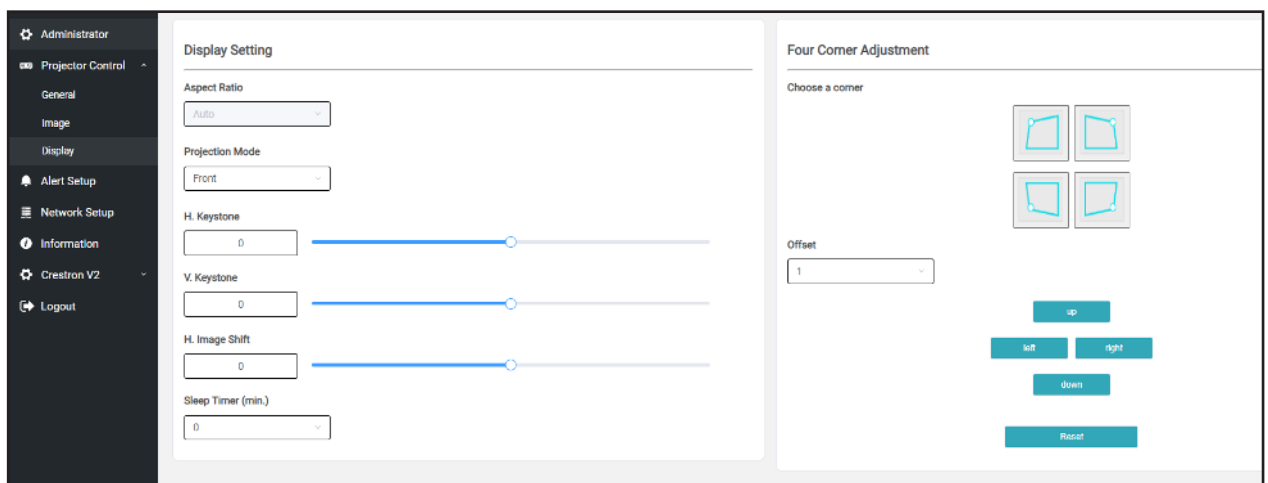 Administrator
Projector Control
General
Image
Display
Alert Setup
Network Setup
Information
Crestron V2
Logout
Display Setting
Aspect Ratio
Auto
Projection Mode
Front
H. Keystone
0
V. Keystone
0
H. Image Shift
0
Sleep Timer (min.)
0
Four Corner Adjustment
Choose a corner
Offset
1
up
left right
down
Reset